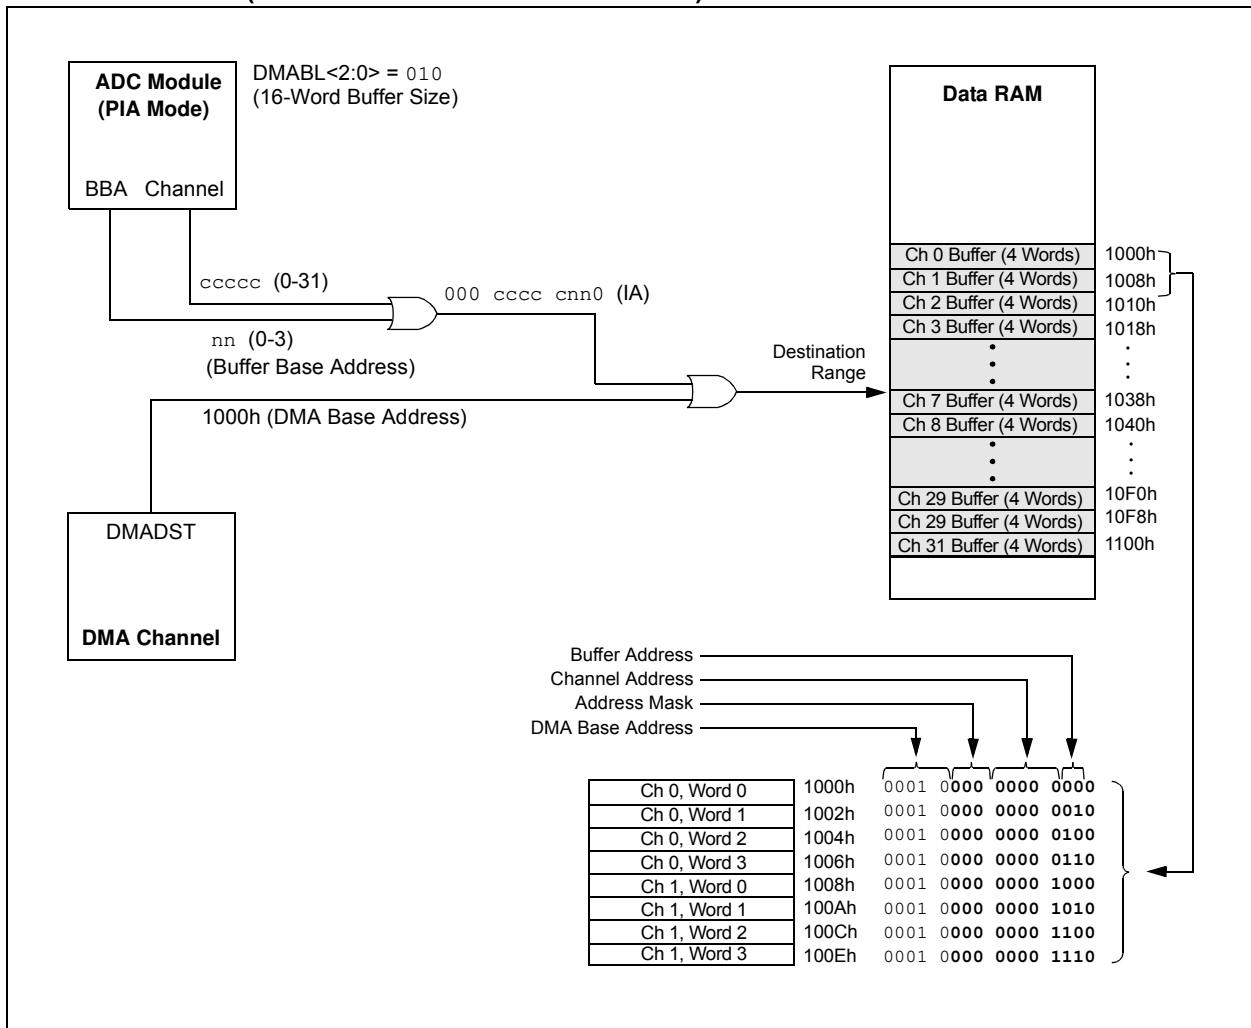 ADC Module
(PIA Mode)
BBA Channel
DMABL<2:0> = 010
(16-Word Buffer Size)
ccccc (0-31)
nn (0-3)
(Buffer Base Address)
000 cccc cnn0 (IA)
1000h (DMA Base Address)
Destination
Range
DMADST
DMA Channel
Data RAM
Ch 0 Buffer (4 Words) 1000h
Ch 1 Buffer (4 Words) 1008h
Ch 2 Buffer (4 Words) 1010h
Ch 3 Buffer (4 Words) 1018h
Ch 7 Buffer (4 Words) 1038h
Ch 8 Buffer (4 Words) 1040h
Ch 29 Buffer (4 Words) 10F0h
Ch 29 Buffer (4 Words) 10F8h
Ch 31 Buffer (4 Words) 1100h
Buffer Address
Channel Address
Address Mask
DMA Base Address
Ch 0, Word 0 1000h 0001 0000 0000 0000
Ch 0, Word 1 1002h 0001 0000 0000 0010
Ch 0, Word 2 1004h 0001 0000 0000 0100
Ch 0, Word 3 1006h 0001 0000 0000 0110
Ch 1, Word 0 1008h 0001 0000 0000 1000
Ch 1, Word 1 100Ah 0001 0000 0000 1010
Ch 1, Word 2 100Ch 0001 0000 0000 1100
Ch 1, Word 3 100Eh 0001 0000 0000 1110